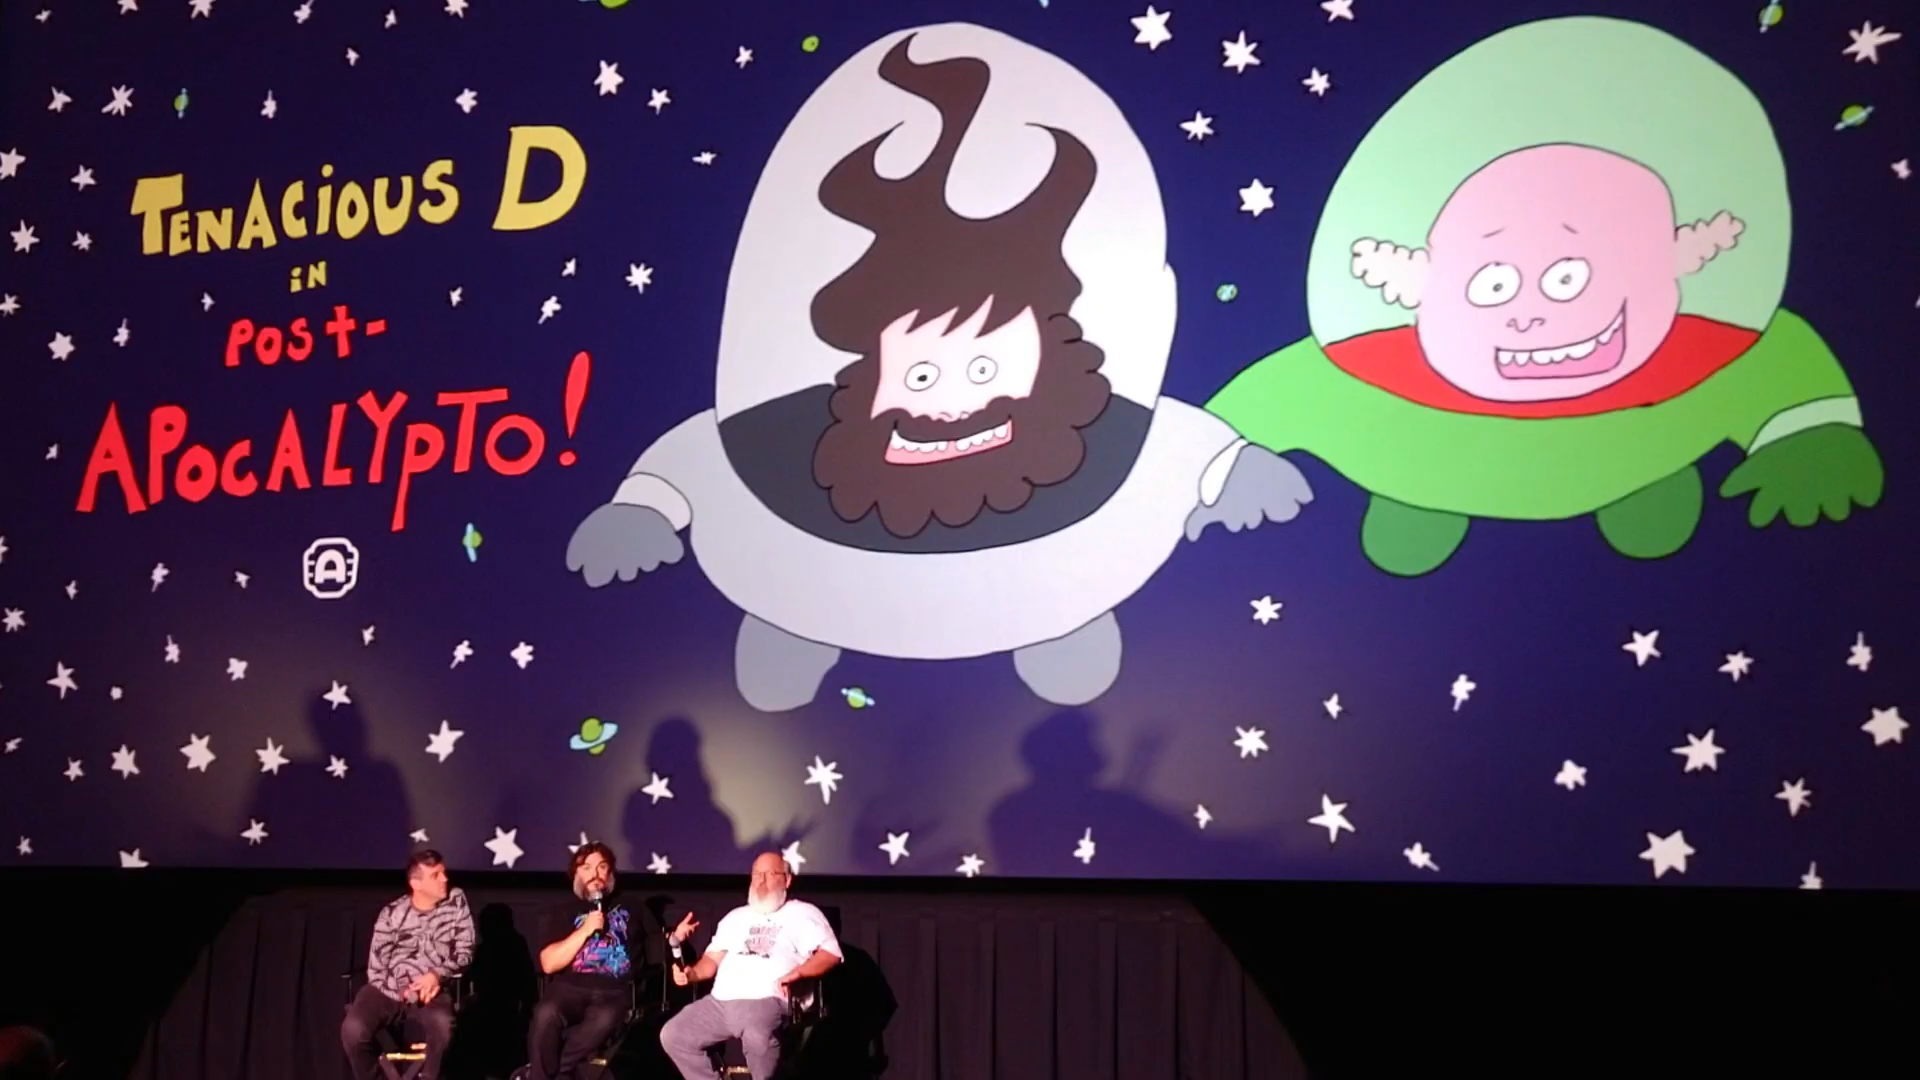 TENACiOUS D
iN
POST-
APOCALYPTO!
A